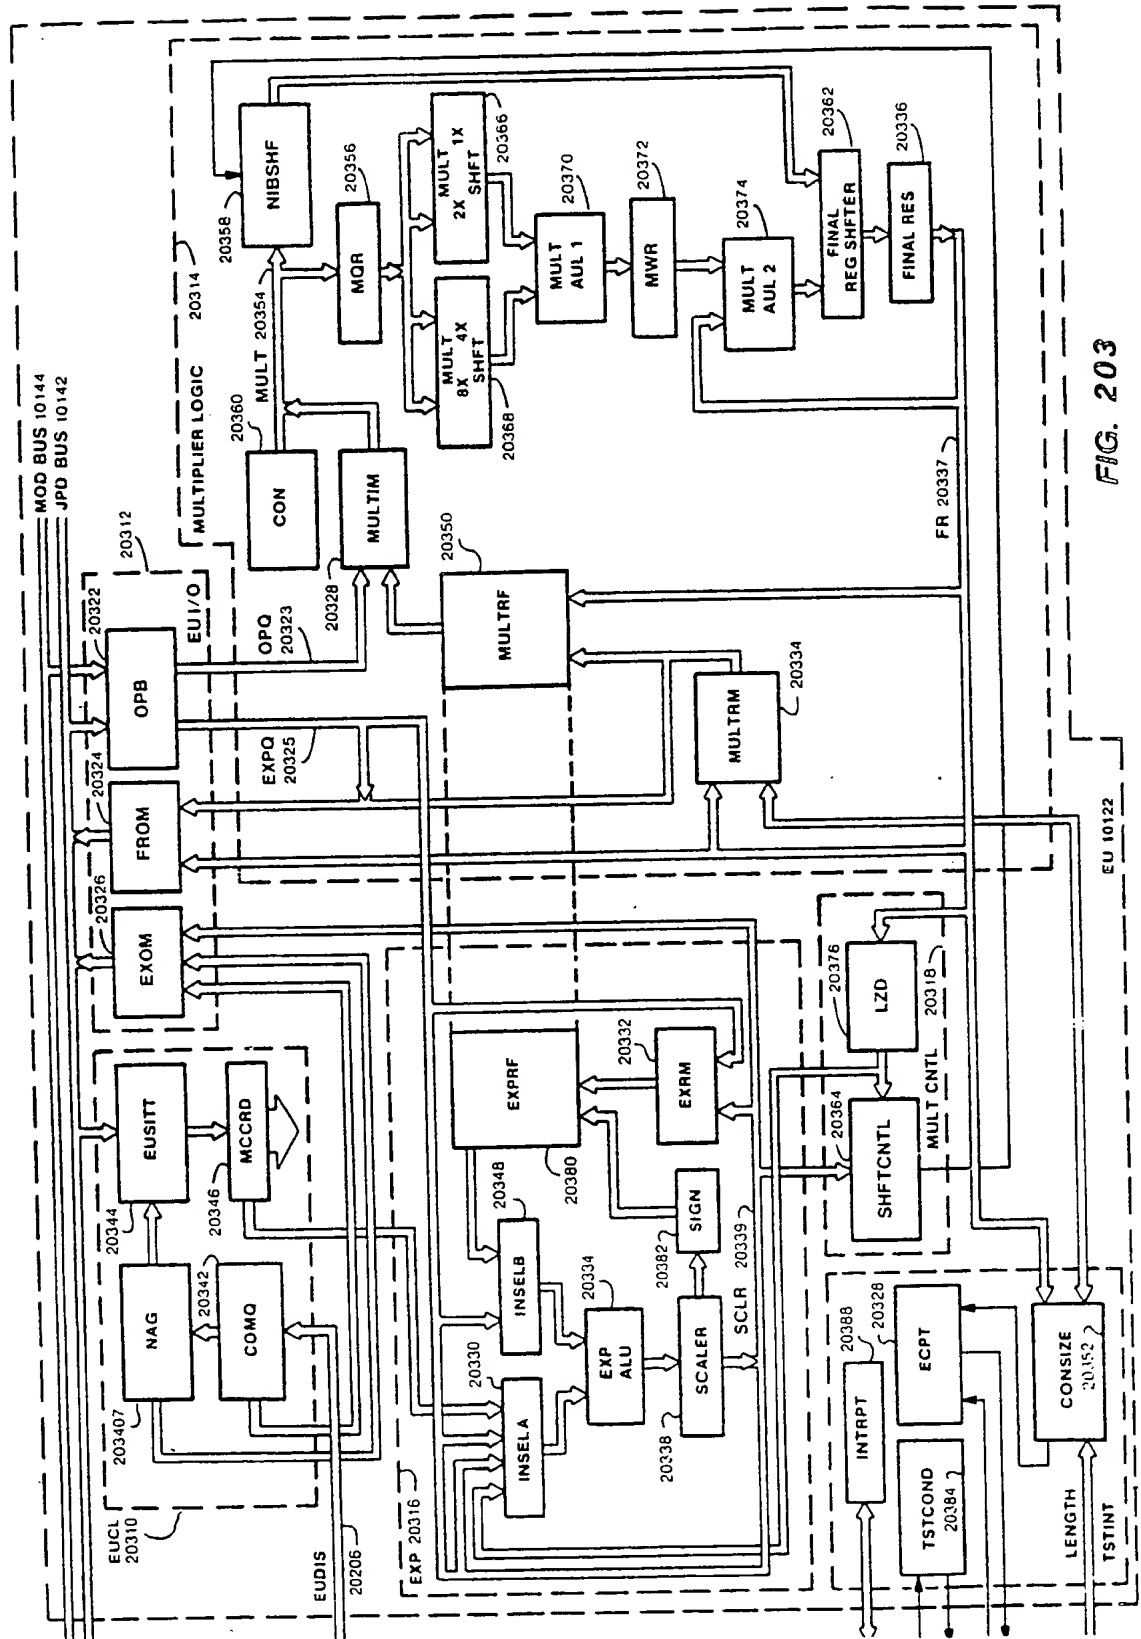 MOD BUS 10144
JPD BUS 10142
20312
20322
EU I/O
OPB
20324
FROM
20326
EXOM
OPQ
20323
EXPQ
20325
MULTIPLIER LOGIC
20314
20358
NIBSHF
MULT
20354
20360
CON
20328
MULTIM
20356
MQR
MULT 1X
2X SHFT
20366
MULT 4X
8X SHFT
20368
MULT
AUL 1
20370
MWR
20372
MULT
AUL 2
20374
FINAL
REG SHFTER
20362
FINAL RES
20336
FR 20337
20350
MULTRF
MULTRM
20334
EUSITT
20344
MCCRD
20346
NAG
203407
COMQ
20342
EUCL
20310
EUDIS
20206
EXP 20316
EXPRF
20380
20332
EXRM
INSELB
20348
20330
INSELA
EXP
ALU
20334
SIGN
20382
SCALER
20338
SCLR 20339
20376
LZD
20318
MULT CNTL
20364
SHFTCNTL
20388
INTRPT
20328
ECPT
TSTCOND
20384
CONSIZE
20352
LENGTH
TSTINT
EU 10122
FIG. 203